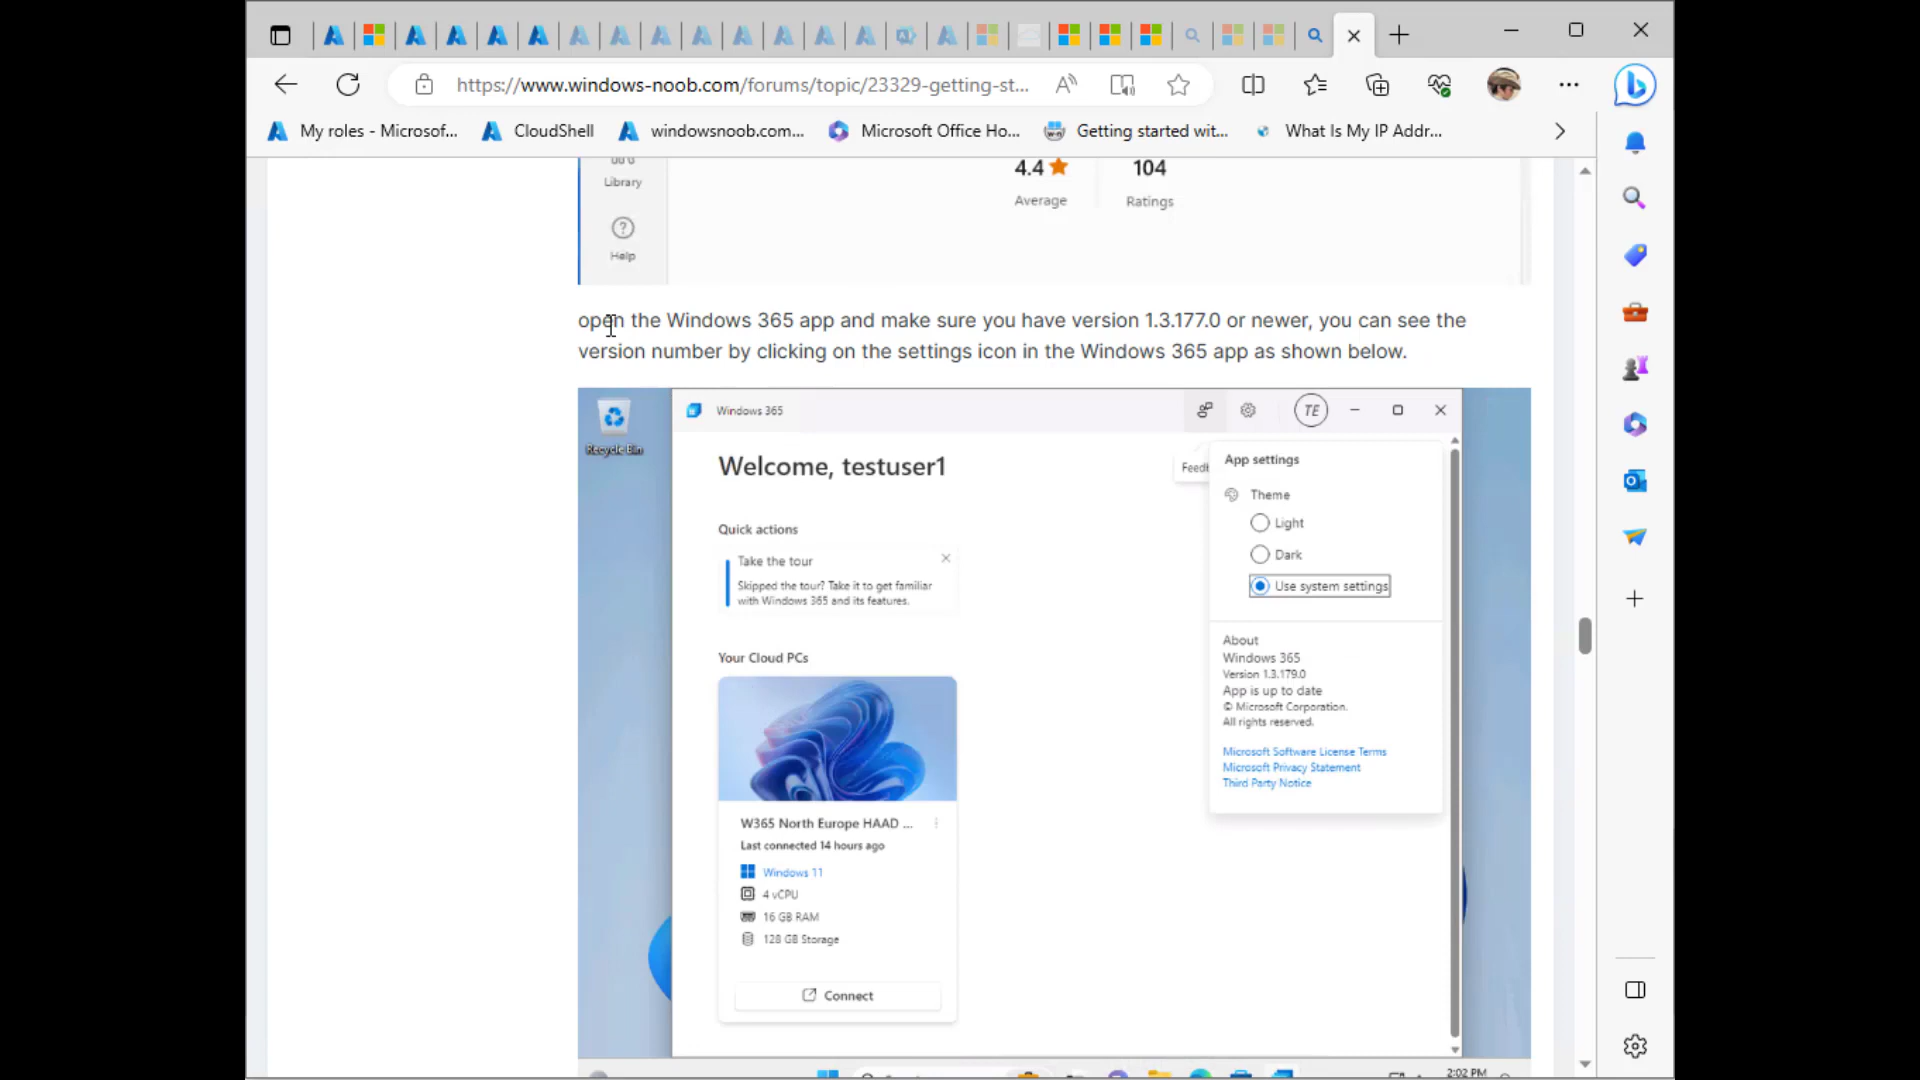 https://www.windows-noob.com/forums/topic/23329-getting-st...
My roles - Microsof...
CloudShell
windowsnoob.com...
Microsoft Office Ho...
Getting started wit...
What Is My IP Addr...
Library
Help
4.4
Average
104
Ratings
open the Windows 365 app and make sure you have version 1.3.177.0 or newer, you can see the
version number by clicking on the settings icon in the Windows 365 app as shown below.
Recycle Bin
Windows 365
TE
Welcome, testuser1
Quick actions
Take the tour
Skipped the tour? Take it to get familiar
with Windows 365 and its features.
Your Cloud PCs
W365 North Europe HAAD ...
Last connected 14 hours ago
Windows 11
4 vCPU
16 GB RAM
128 GB Storage
Connect
App settings
Theme
Light
Dark
Use system settings
About
Windows 365
Version 1.3.179.0
App is up to date
© Microsoft Corporation.
All rights reserved.
Microsoft Software License Terms
Microsoft Privacy Statement
Third Party Notice
2:02 PM